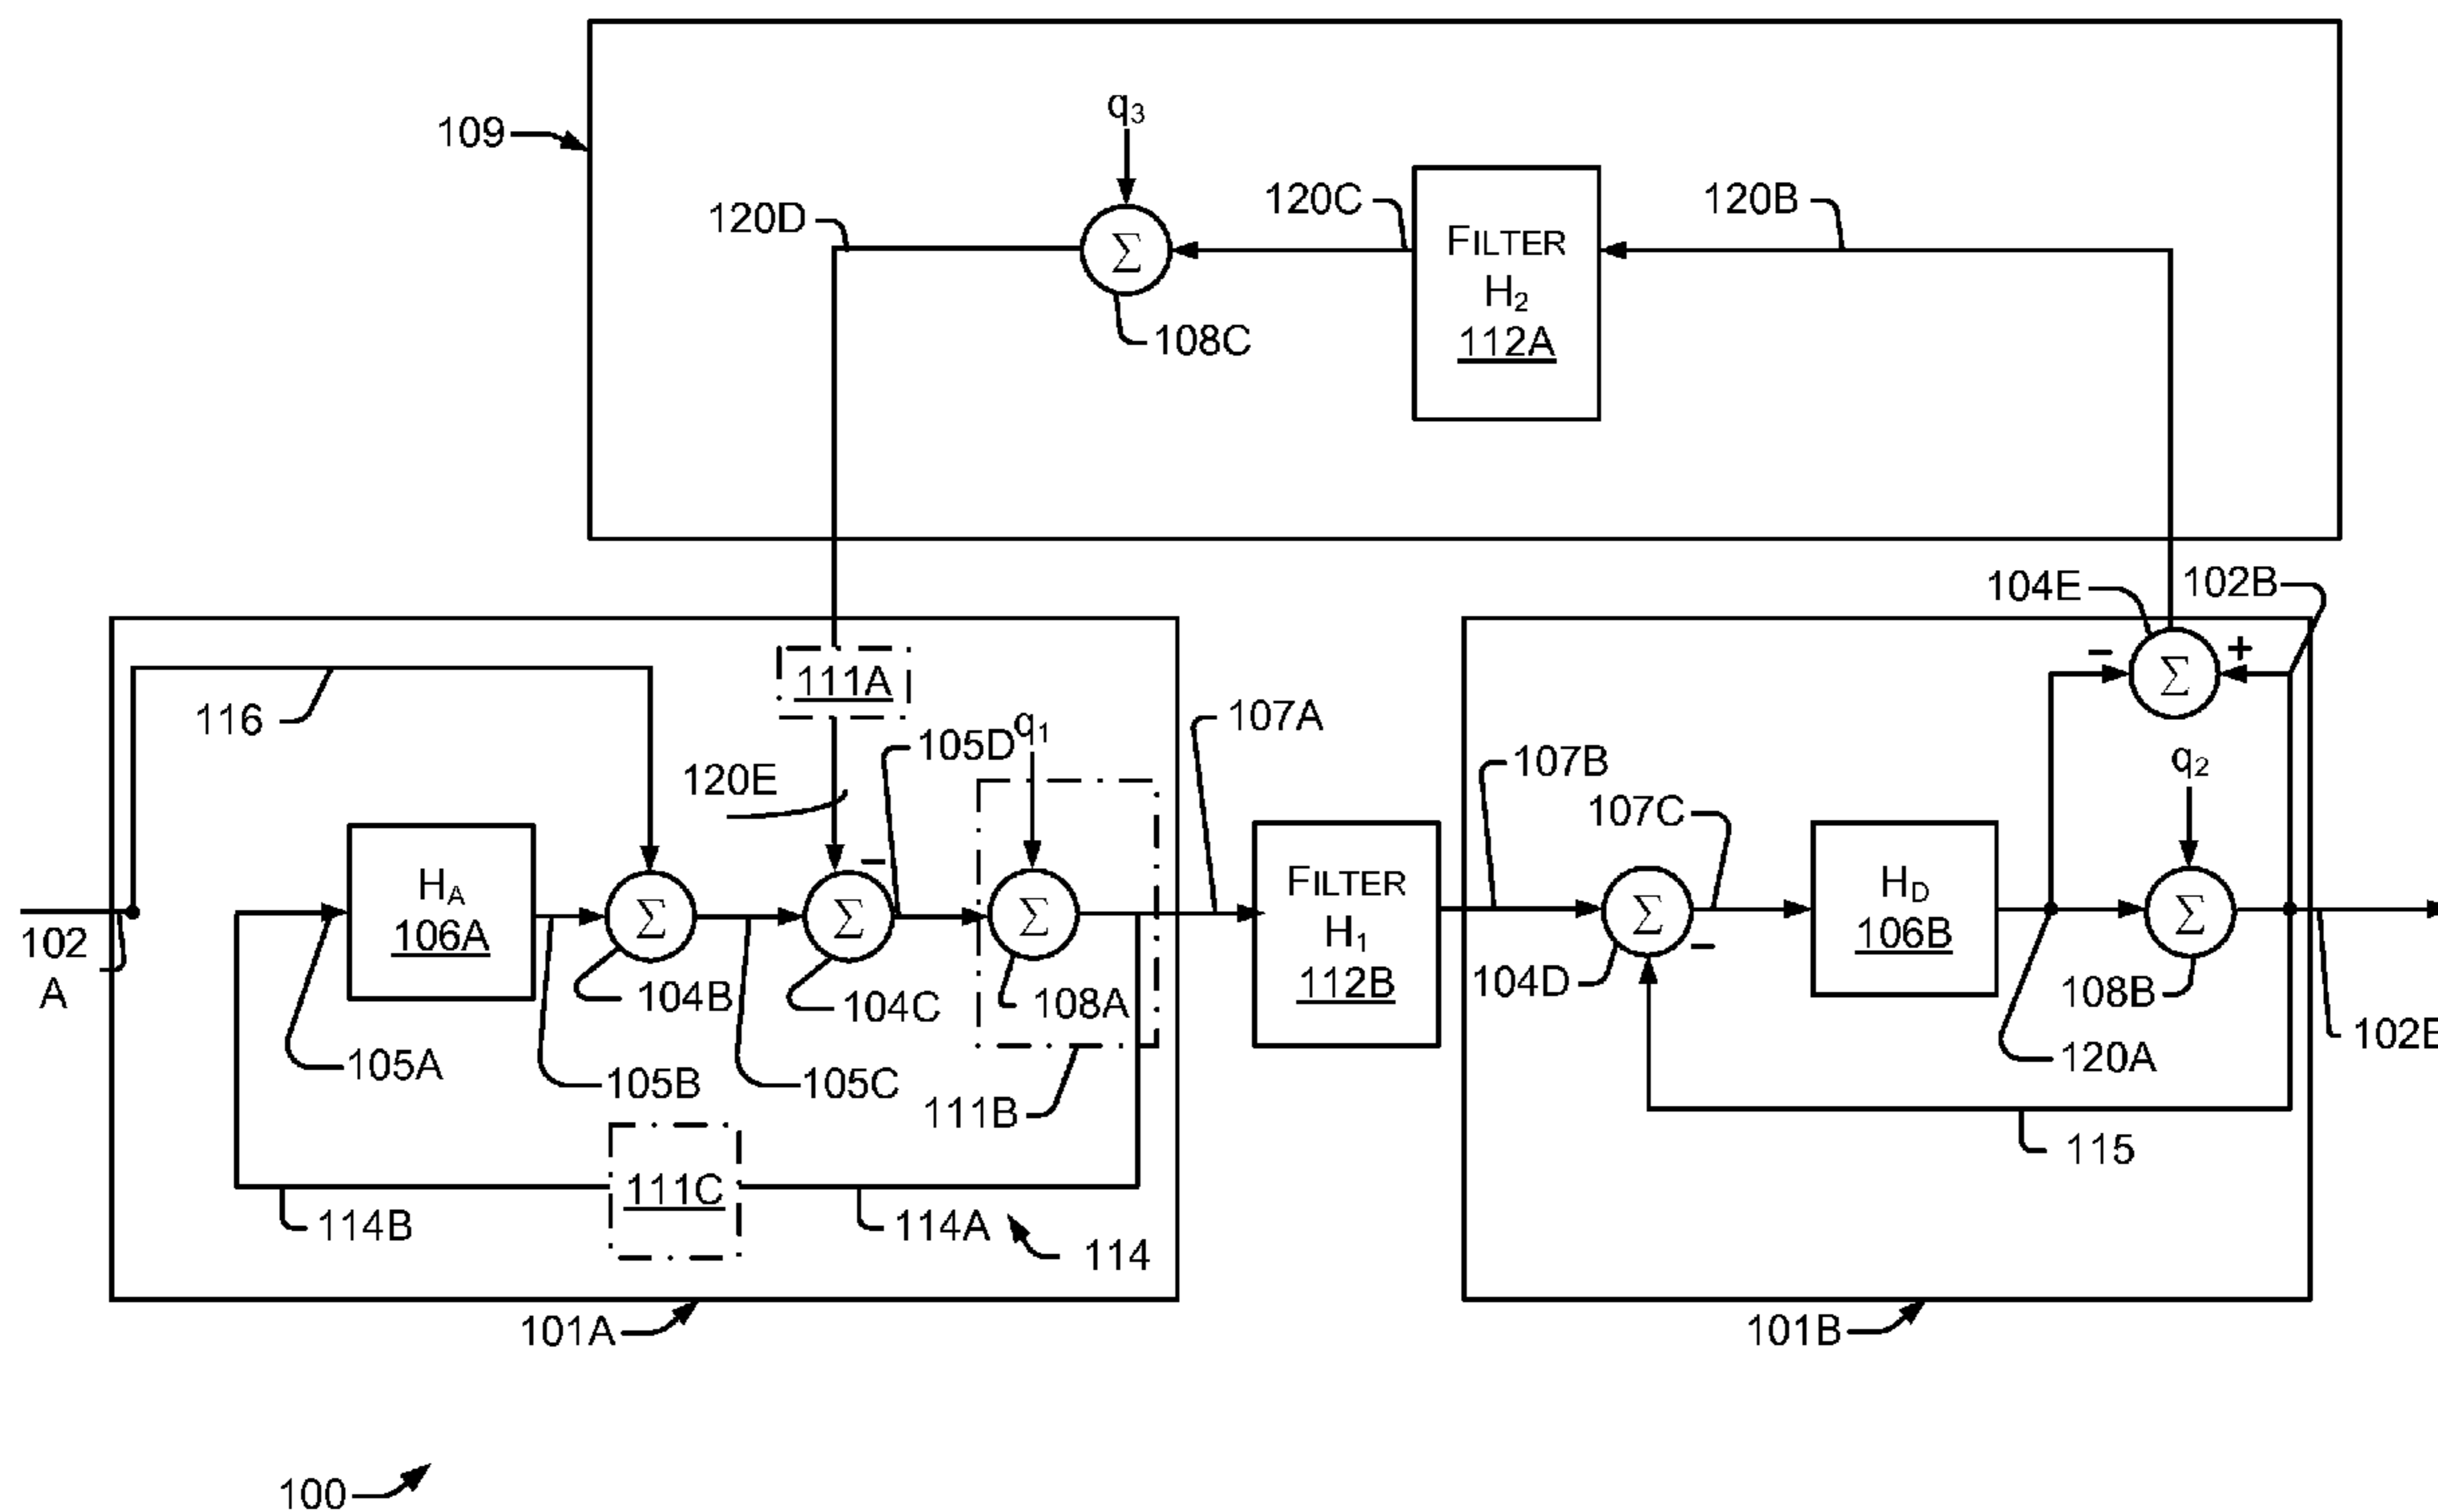 109
q3
120D
120C
120B
FILTER
H2
112A
108C
104E
102B
116
111A
105D
q1
107A
120E
107B
107C
q2
HA
106A
FILTER
H1
112B
HD
106B
102
A
104B
104C
108A
104D
108B
105A
105B
105C
111B
120A
102B
115
111C
114B
114A
114
101A
101B
100
Σ
Σ
Σ
Σ
Σ
Σ
Σ
−
+
−
−